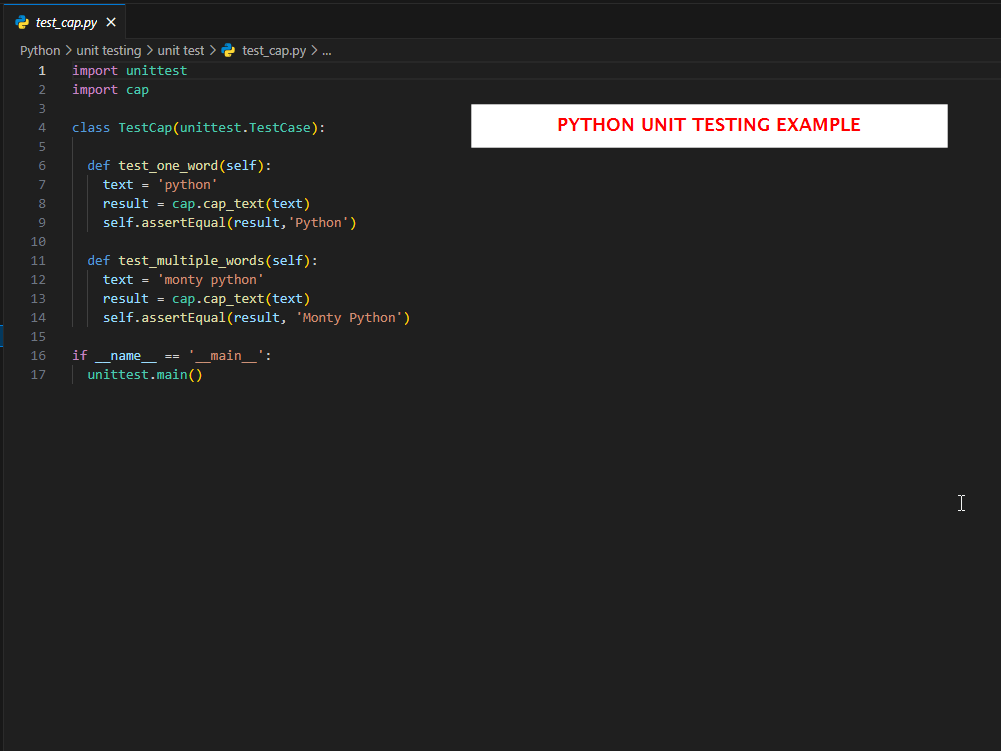 test_cap.py
Python > unit testing > unit test > test_cap.py > ...
1 import unittest
2 import cap
3
PYTHON UNIT TESTING EXAMPLE
4 class TestCap(unittest.TestCase):
5
6 def test_one_word(self):
7 text = 'python'
8 result = cap.cap_text(text)
9 self.assertEqual(result,'Python')
10
11 def test_multiple_words(self):
12 text = 'monty python'
13 result = cap.cap_text(text)
14 self.assertEqual(result, 'Monty Python')
15
16 if __name__ == '__main__':
17 unittest.main()